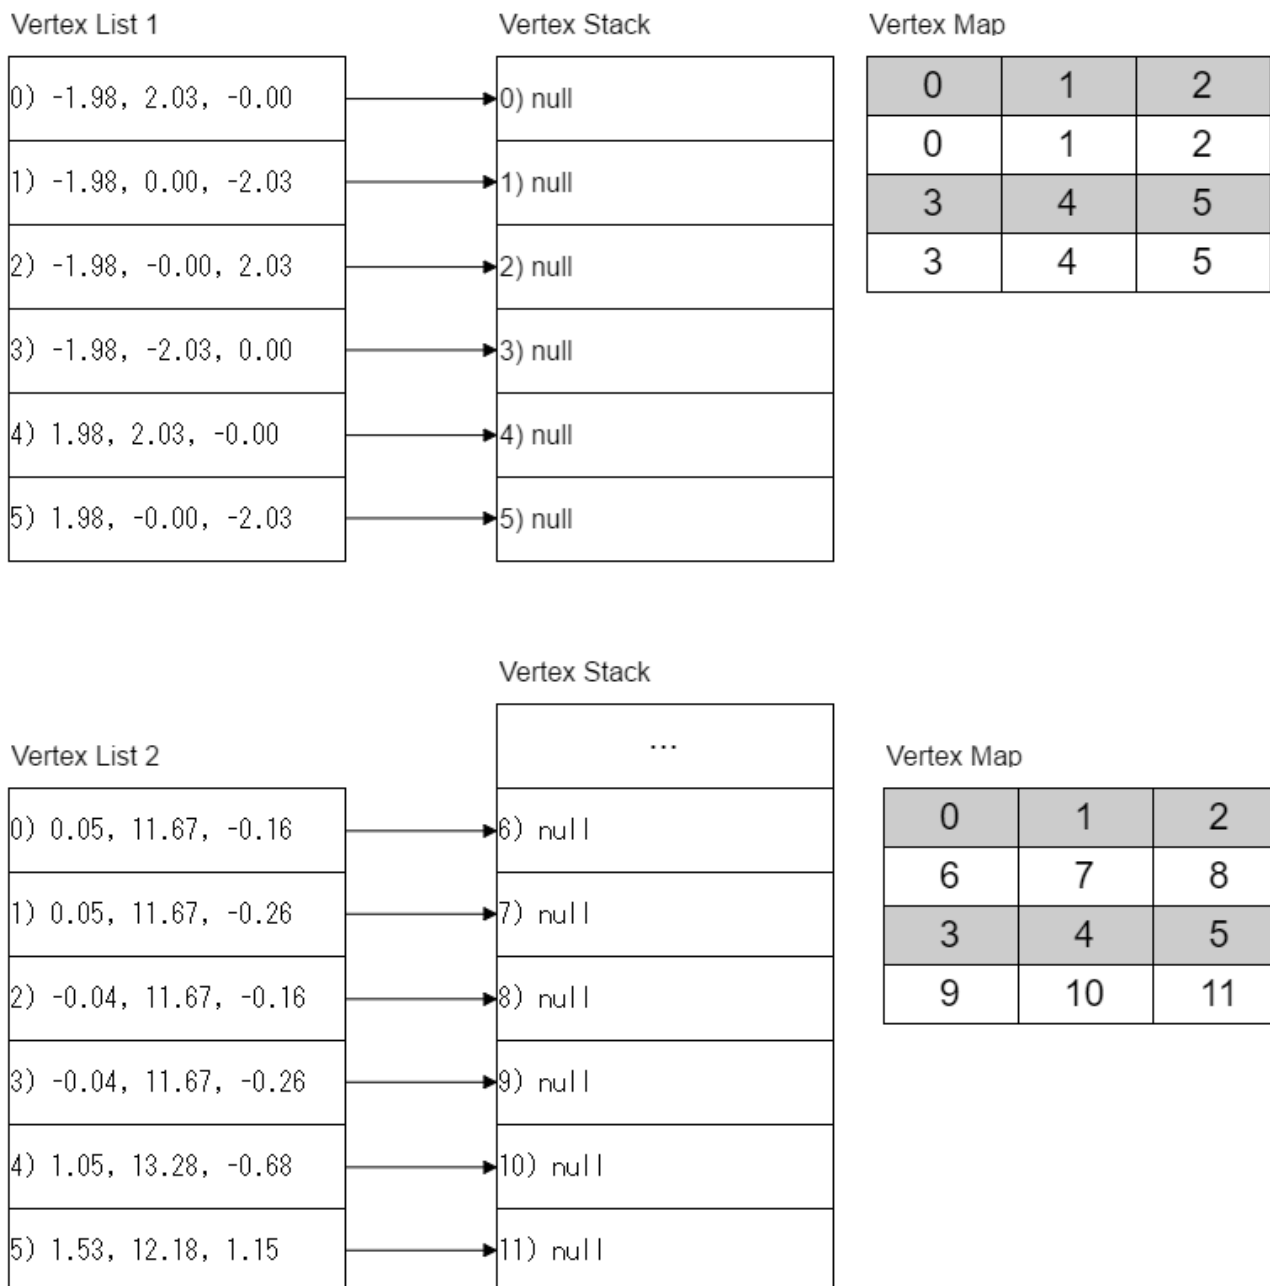 Vertex List 1
Vertex Stack
Vertex Map
0) -1.98, 2.03, -0.00
0) null
1) -1.98, 0.00, -2.03
1) null
2) -1.98, -0.00, 2.03
2) null
3) -1.98, -2.03, 0.00
3) null
4) 1.98, 2.03, -0.00
4) null
5) 1.98, -0.00, -2.03
5) null
0 1 2
0 1 2
3 4 5
3 4 5
Vertex Stack
...
Vertex List 2
Vertex Map
0) 0.05, 11.67, -0.16
6) null
1) 0.05, 11.67, -0.26
7) null
2) -0.04, 11.67, -0.16
8) null
3) -0.04, 11.67, -0.26
9) null
4) 1.05, 13.28, -0.68
10) null
5) 1.53, 12.18, 1.15
11) null
0 1 2
6 7 8
3 4 5
9 10 11